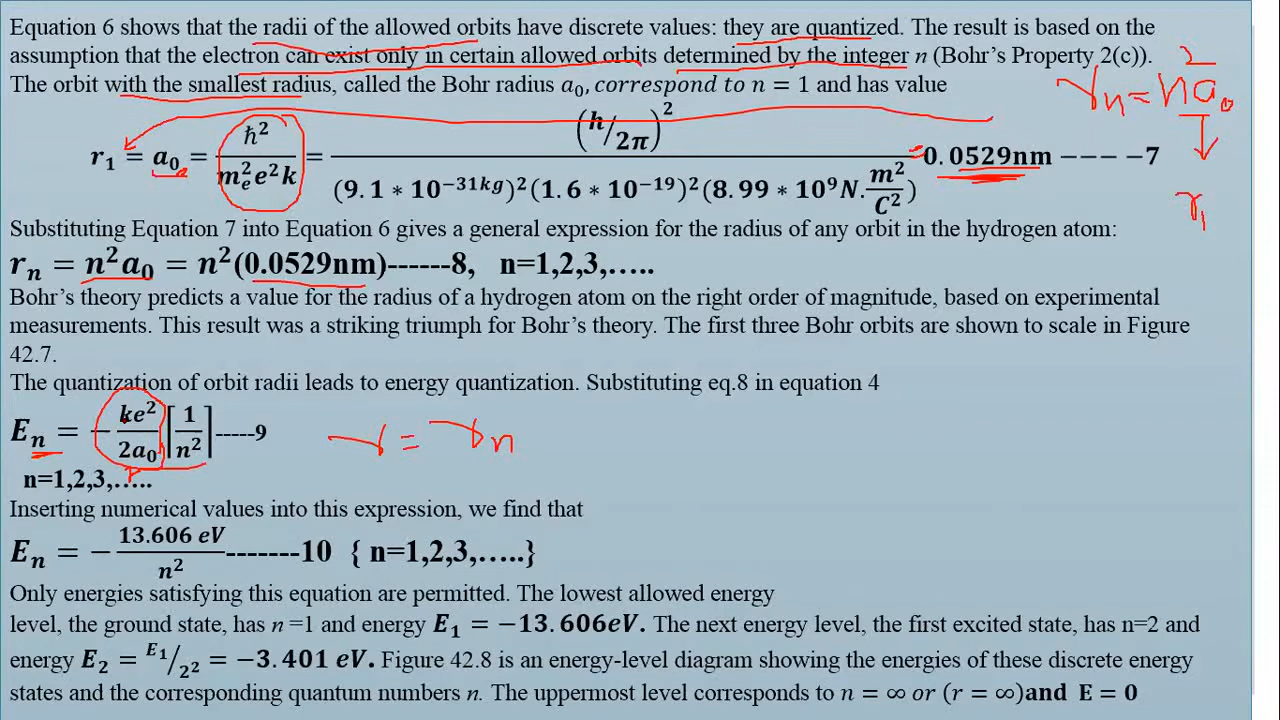 Equation 6 shows that the radii of the allowed orbits have discrete values: they are quantized. The result is based on the
assumption that the electron can exist only in certain allowed orbits determined by the integer n (Bohr's Property 2(c)).
The orbit with the smallest radius, called the Bohr radius a₀, correspond to n = 1 and has value
rₙ = n²a₀
r₁ = a₀ = ħ² / m²ₑe²k = (h/2π)² / (9.1 * 10⁻³¹kg)²(1.6 * 10⁻¹⁹)²(8.99 * 10⁹N.m²/C²) 0.0529nm − − − − −7
r₁
Substituting Equation 7 into Equation 6 gives a general expression for the radius of any orbit in the hydrogen atom:
rₙ = n²a₀ = n²(0.0529nm)------8, n=1,2,3,…..
Bohr's theory predicts a value for the radius of a hydrogen atom on the right order of magnitude, based on experimental
measurements. This result was a striking triumph for Bohr's theory. The first three Bohr orbits are shown to scale in Figure
42.7.
The quantization of orbit radii leads to energy quantization. Substituting eq.8 in equation 4
Eₙ = −ke²/2a₀ [1/n²]-----9
r = rₙ
n=1,2,3,…..
Inserting numerical values into this expression, we find that
Eₙ = −13.606 eV/n²-------10 { n=1,2,3,…..}
Only energies satisfying this equation are permitted. The lowest allowed energy
level, the ground state, has n =1 and energy E₁ = −13.606eV. The next energy level, the first excited state, has n=2 and
energy E₂ = E₁/2² = −3.401 eV. Figure 42.8 is an energy-level diagram showing the energies of these discrete energy
states and the corresponding quantum numbers n. The uppermost level corresponds to n = ∞ or (r = ∞)and E = 0